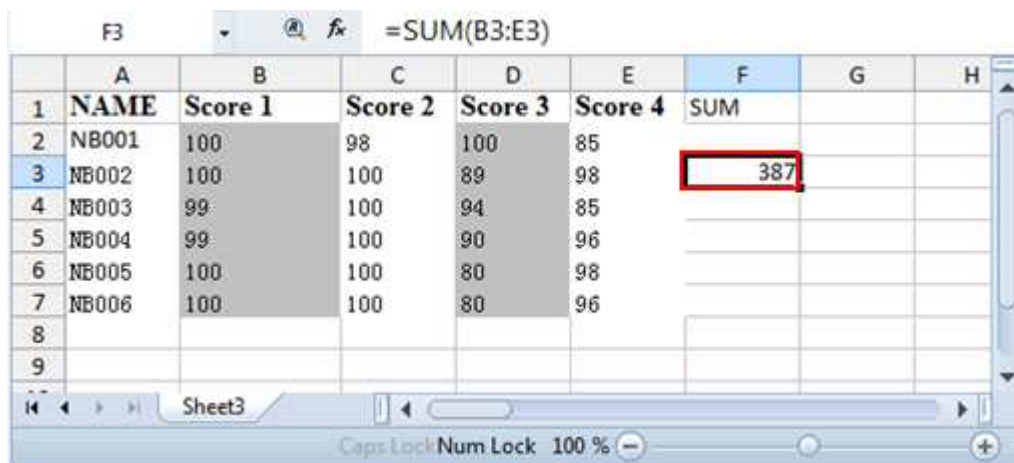 F3 fx =SUM(B3:E3)
A B C D E F G H
1 NAME Score 1 Score 2 Score 3 Score 4 SUM
2 NB001 100 98 100 85
3 NB002 100 100 89 98 387
4 NB003 99 100 94 85
5 NB004 99 100 90 96
6 NB005 100 100 80 98
7 NB006 100 100 80 96
8
9
Sheet3
Caps Lock Num Lock 100 %